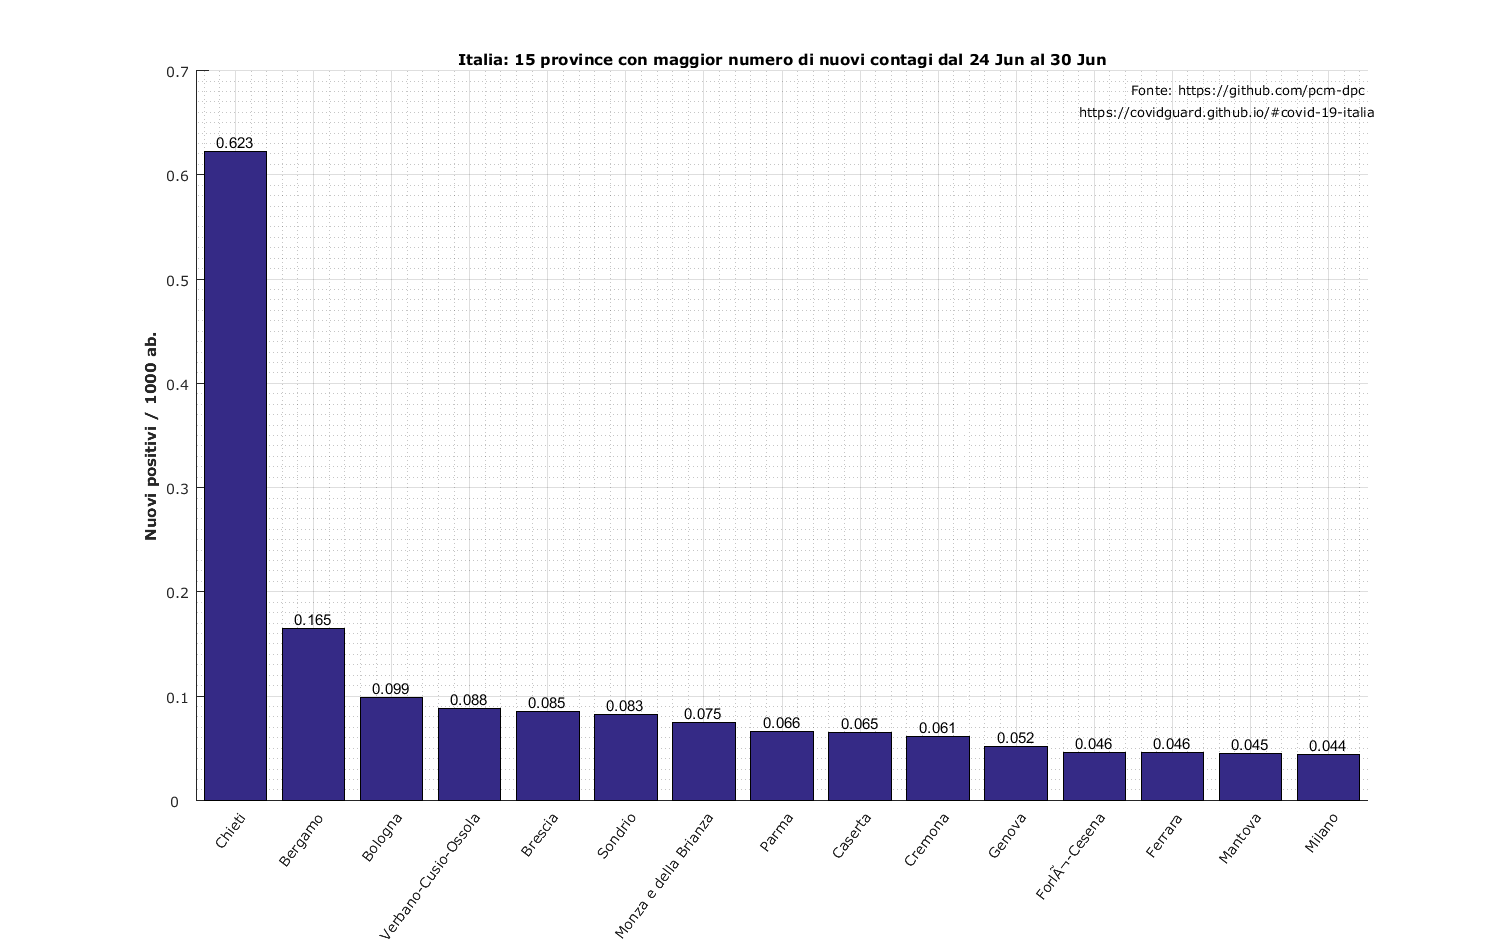 Italia: 15 province con maggior numero di nuovi contagi dal 24 Jun al 30 Jun
Fonte: https://github.com/pcm-dpc
https://covidguard.github.io/#covid-19-italia
Nuovi positivi / 1000 ab.
0.7
0.6
0.5
0.4
0.3
0.2
0.1
0
0.623
0.165
0.099
0.088
0.085
0.083
0.075
0.066
0.065
0.061
0.052
0.046
0.046
0.045
0.044
Chieti
Bergamo
Bologna
Verbano-Cusio-Ossola
Brescia
Sondrio
Monza e della Brianza
Parma
Caserta
Cremona
Genova
ForlÃ¬-Cesena
Ferrara
Mantova
Milano